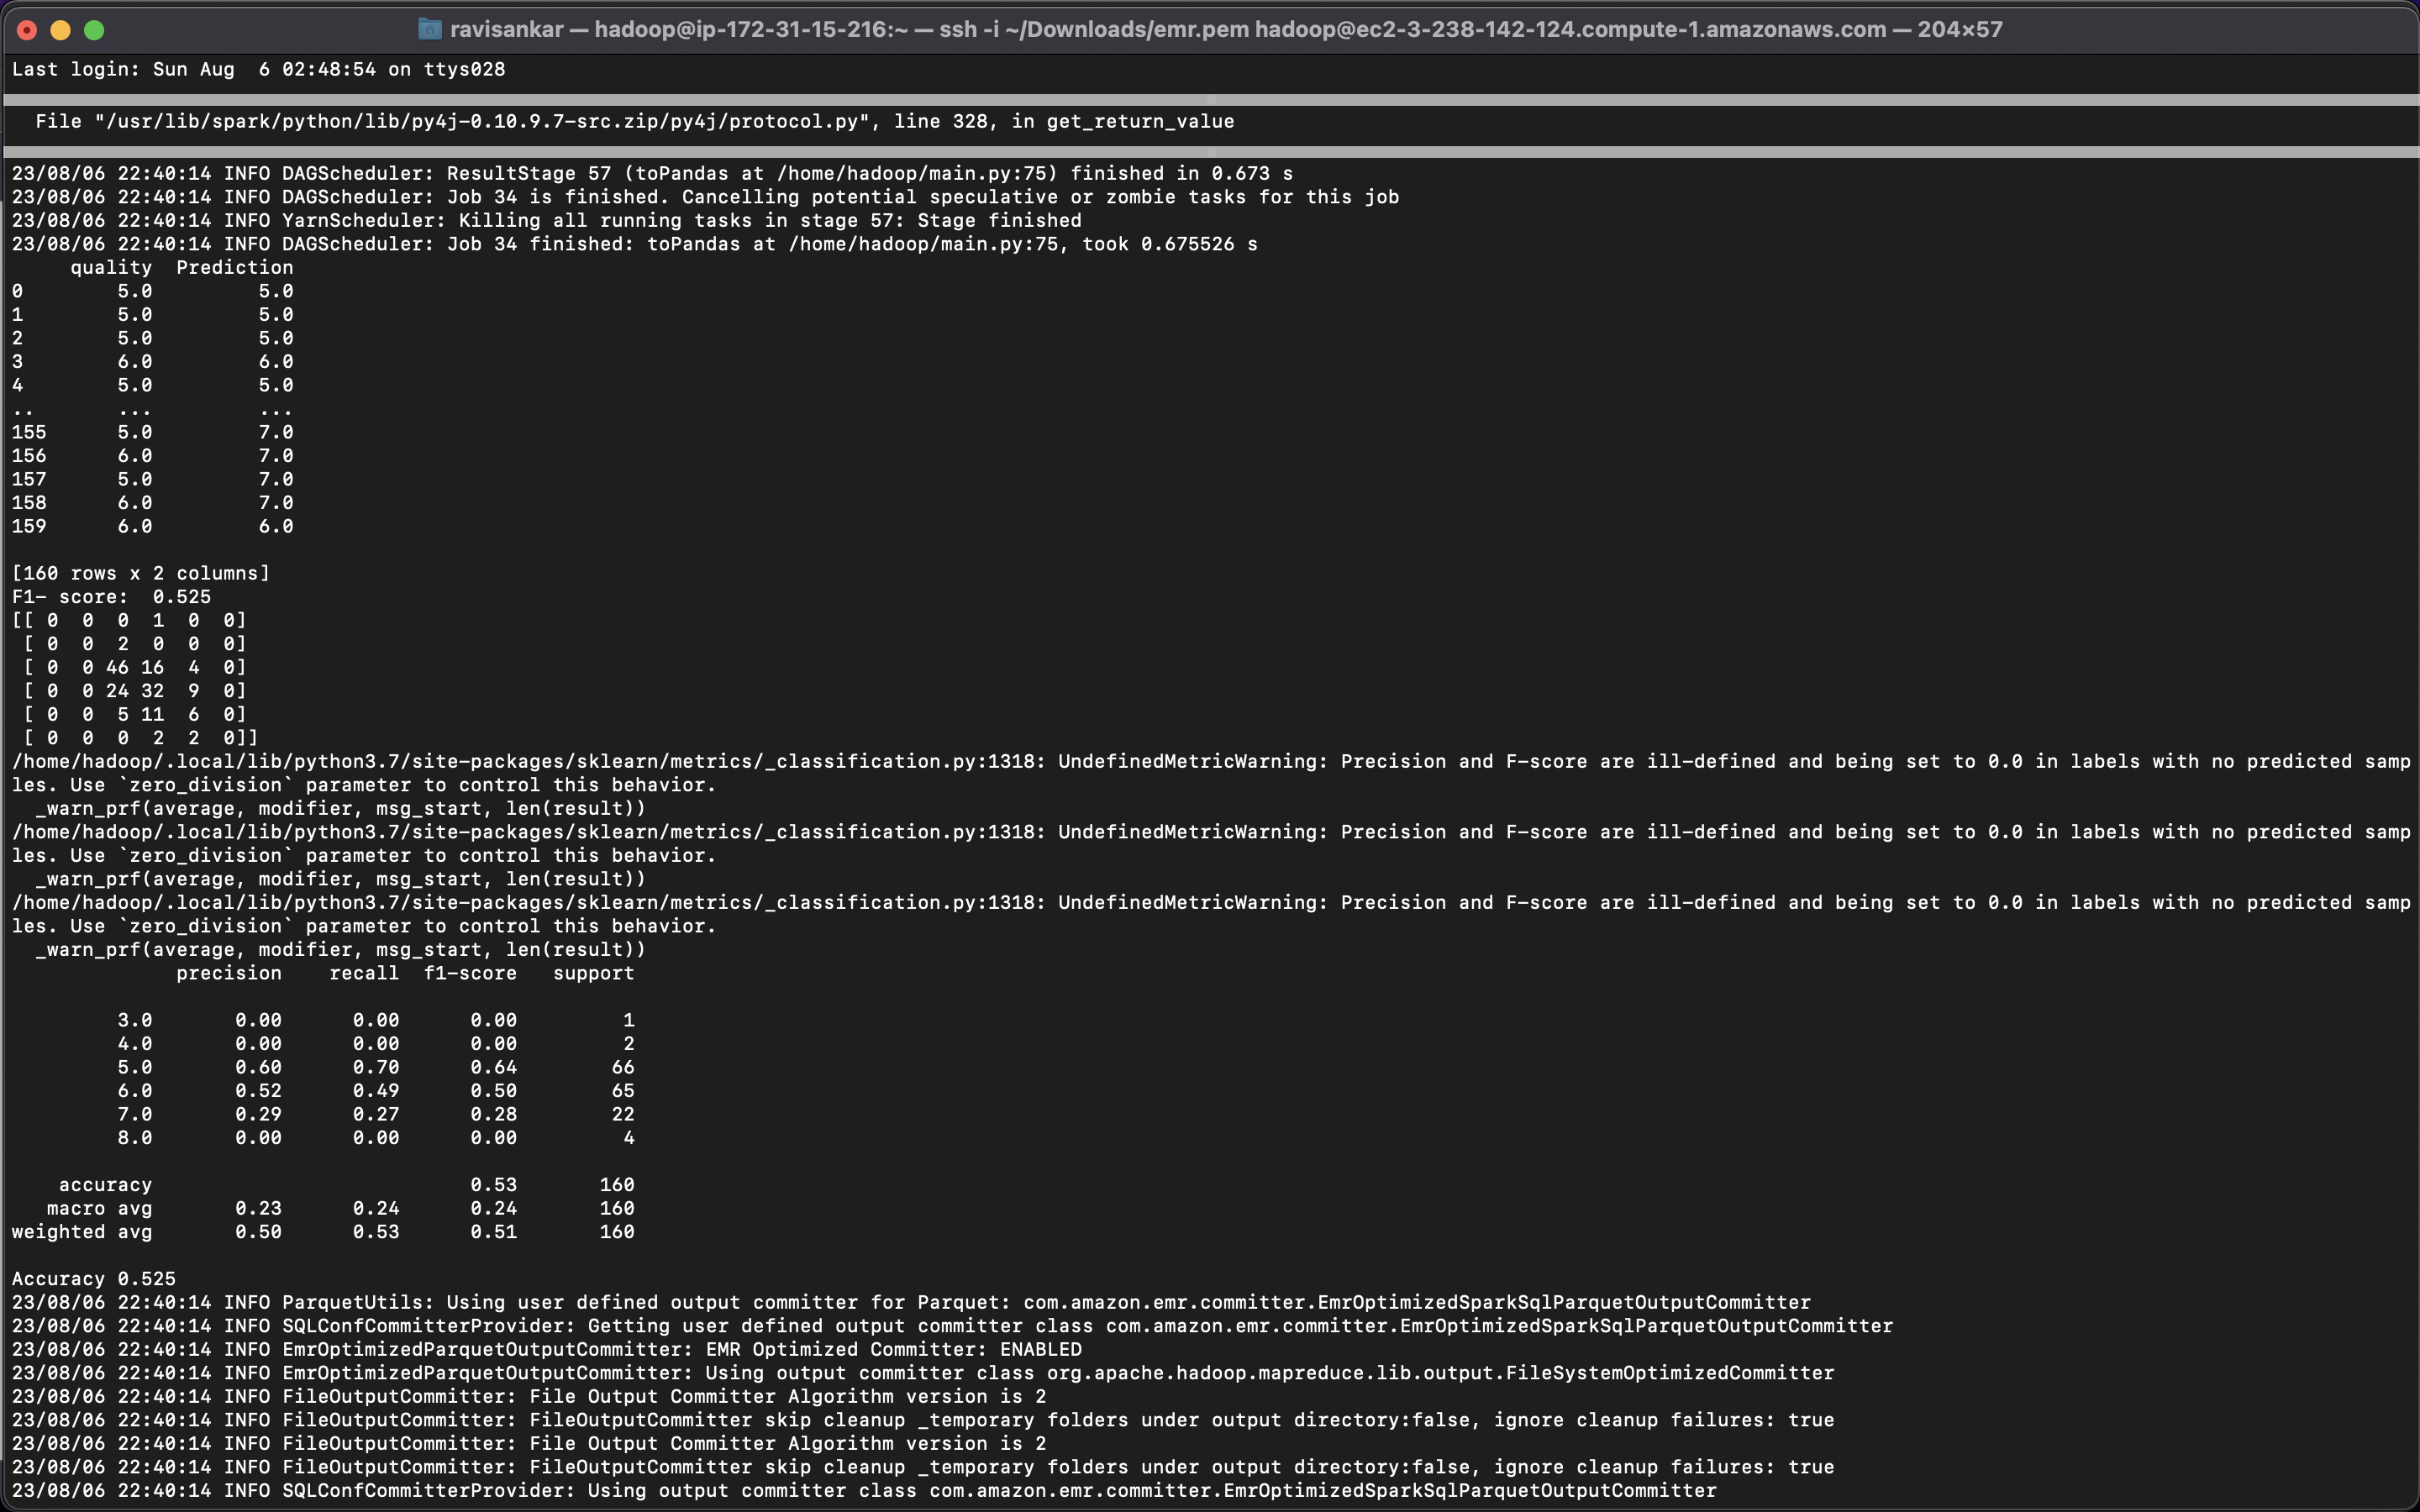 ravisankar — hadoop@ip-172-31-15-216:~ — ssh -i ~/Downloads/emr.pem hadoop@ec2-3-238-142-124.compute-1.amazonaws.com — 204×57
Last login: Sun Aug  6 02:48:54 on ttys028
  File "/usr/lib/spark/python/lib/py4j-0.10.9.7-src.zip/py4j/protocol.py", line 328, in get_return_value
23/08/06 22:40:14 INFO DAGScheduler: ResultStage 57 (toPandas at /home/hadoop/main.py:75) finished in 0.673 s
23/08/06 22:40:14 INFO DAGScheduler: Job 34 is finished. Cancelling potential speculative or zombie tasks for this job
23/08/06 22:40:14 INFO YarnScheduler: Killing all running tasks in stage 57: Stage finished
23/08/06 22:40:14 INFO DAGScheduler: Job 34 finished: toPandas at /home/hadoop/main.py:75, took 0.675526 s
     quality  Prediction
0        5.0         5.0
1        5.0         5.0
2        5.0         5.0
3        6.0         6.0
4        5.0         5.0
..       ...         ...
155      5.0         7.0
156      6.0         7.0
157      5.0         7.0
158      6.0         7.0
159      6.0         6.0
[160 rows x 2 columns]
F1- score:  0.525
[[ 0  0  0  1  0  0]
 [ 0  0  2  0  0  0]
 [ 0  0 46 16  4  0]
 [ 0  0 24 32  9  0]
 [ 0  0  5 11  6  0]
 [ 0  0  0  2  2  0]]
/home/hadoop/.local/lib/python3.7/site-packages/sklearn/metrics/_classification.py:1318: UndefinedMetricWarning: Precision and F-score are ill-defined and being set to 0.0 in labels with no predicted samp
les. Use `zero_division` parameter to control this behavior.
  _warn_prf(average, modifier, msg_start, len(result))
/home/hadoop/.local/lib/python3.7/site-packages/sklearn/metrics/_classification.py:1318: UndefinedMetricWarning: Precision and F-score are ill-defined and being set to 0.0 in labels with no predicted samp
les. Use `zero_division` parameter to control this behavior.
  _warn_prf(average, modifier, msg_start, len(result))
/home/hadoop/.local/lib/python3.7/site-packages/sklearn/metrics/_classification.py:1318: UndefinedMetricWarning: Precision and F-score are ill-defined and being set to 0.0 in labels with no predicted samp
les. Use `zero_division` parameter to control this behavior.
  _warn_prf(average, modifier, msg_start, len(result))
              precision    recall  f1-score   support
         3.0       0.00      0.00      0.00         1
         4.0       0.00      0.00      0.00         2
         5.0       0.60      0.70      0.64        66
         6.0       0.52      0.49      0.50        65
         7.0       0.29      0.27      0.28        22
         8.0       0.00      0.00      0.00         4
    accuracy                           0.53       160
   macro avg       0.23      0.24      0.24       160
weighted avg       0.50      0.53      0.51       160
Accuracy 0.525
23/08/06 22:40:14 INFO ParquetUtils: Using user defined output committer for Parquet: com.amazon.emr.committer.EmrOptimizedSparkSqlParquetOutputCommitter
23/08/06 22:40:14 INFO SQLConfCommitterProvider: Getting user defined output committer class com.amazon.emr.committer.EmrOptimizedSparkSqlParquetOutputCommitter
23/08/06 22:40:14 INFO EmrOptimizedParquetOutputCommitter: EMR Optimized Committer: ENABLED
23/08/06 22:40:14 INFO EmrOptimizedParquetOutputCommitter: Using output committer class org.apache.hadoop.mapreduce.lib.output.FileSystemOptimizedCommitter
23/08/06 22:40:14 INFO FileOutputCommitter: File Output Committer Algorithm version is 2
23/08/06 22:40:14 INFO FileOutputCommitter: FileOutputCommitter skip cleanup _temporary folders under output directory:false, ignore cleanup failures: true
23/08/06 22:40:14 INFO FileOutputCommitter: File Output Committer Algorithm version is 2
23/08/06 22:40:14 INFO FileOutputCommitter: FileOutputCommitter skip cleanup _temporary folders under output directory:false, ignore cleanup failures: true
23/08/06 22:40:14 INFO SQLConfCommitterProvider: Using output committer class com.amazon.emr.committer.EmrOptimizedSparkSqlParquetOutputCommitter